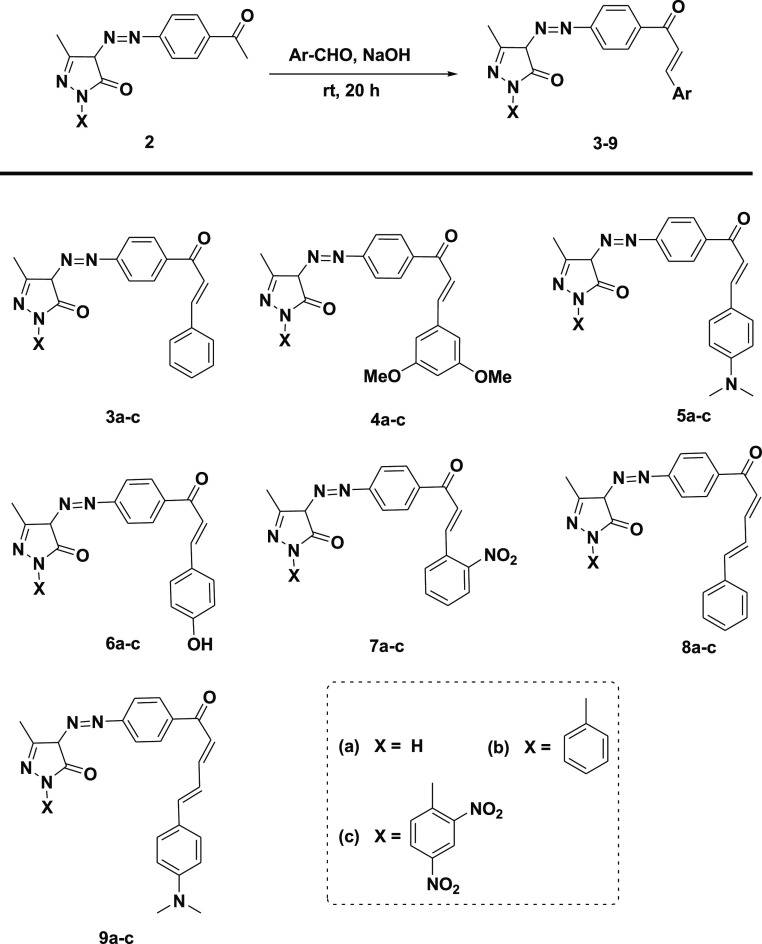 N=N
O
N
N
O
X
2
Ar-CHO, NaOH
rt, 20 h
N=N
O
N
N
O
X
Ar
3-9
N=N
O
N
N
O
X
3a-c
N=N
O
N
N
O
X
MeO
OMe
4a-c
N=N
O
N
N
O
X
N
5a-c
N=N
O
N
N
O
X
OH
6a-c
N=N
O
N
N
O
X
NO2
7a-c
N=N
O
N
N
O
X
8a-c
N=N
O
N
N
O
X
N
9a-c
(a) X = H
(b) X =
(c) X =
NO2
NO2